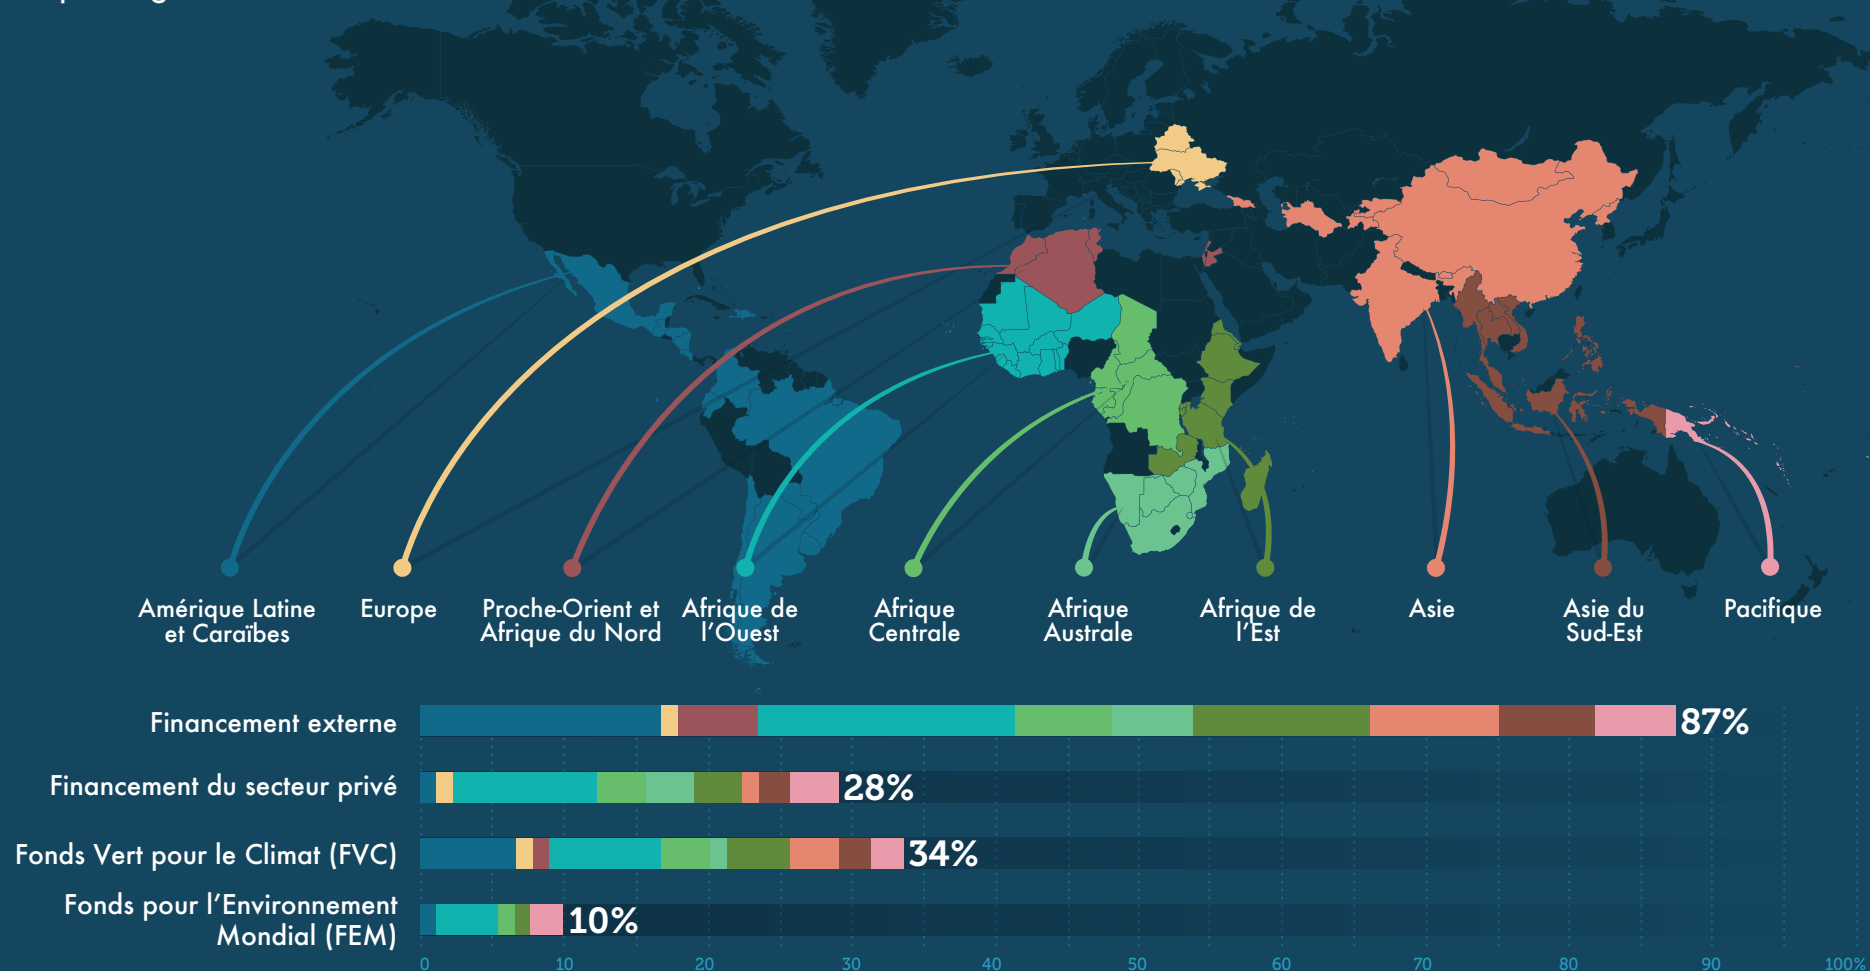 Amérique Latine
et Caraïbes
Europe
Proche-Orient et
Afrique du Nord
Afrique de
l'Ouest
Afrique
Centrale
Afrique
Australe
Afrique de
l'Est
Asie
Asie du
Sud-Est
Pacifique
Financement externe
87%
Financement du secteur privé
28%
Fonds Vert pour le Climat (FVC)
34%
Fonds pour l'Environnement
Mondial (FEM)
10%
0 10 20 30 40 50 60 70 80 90 100%